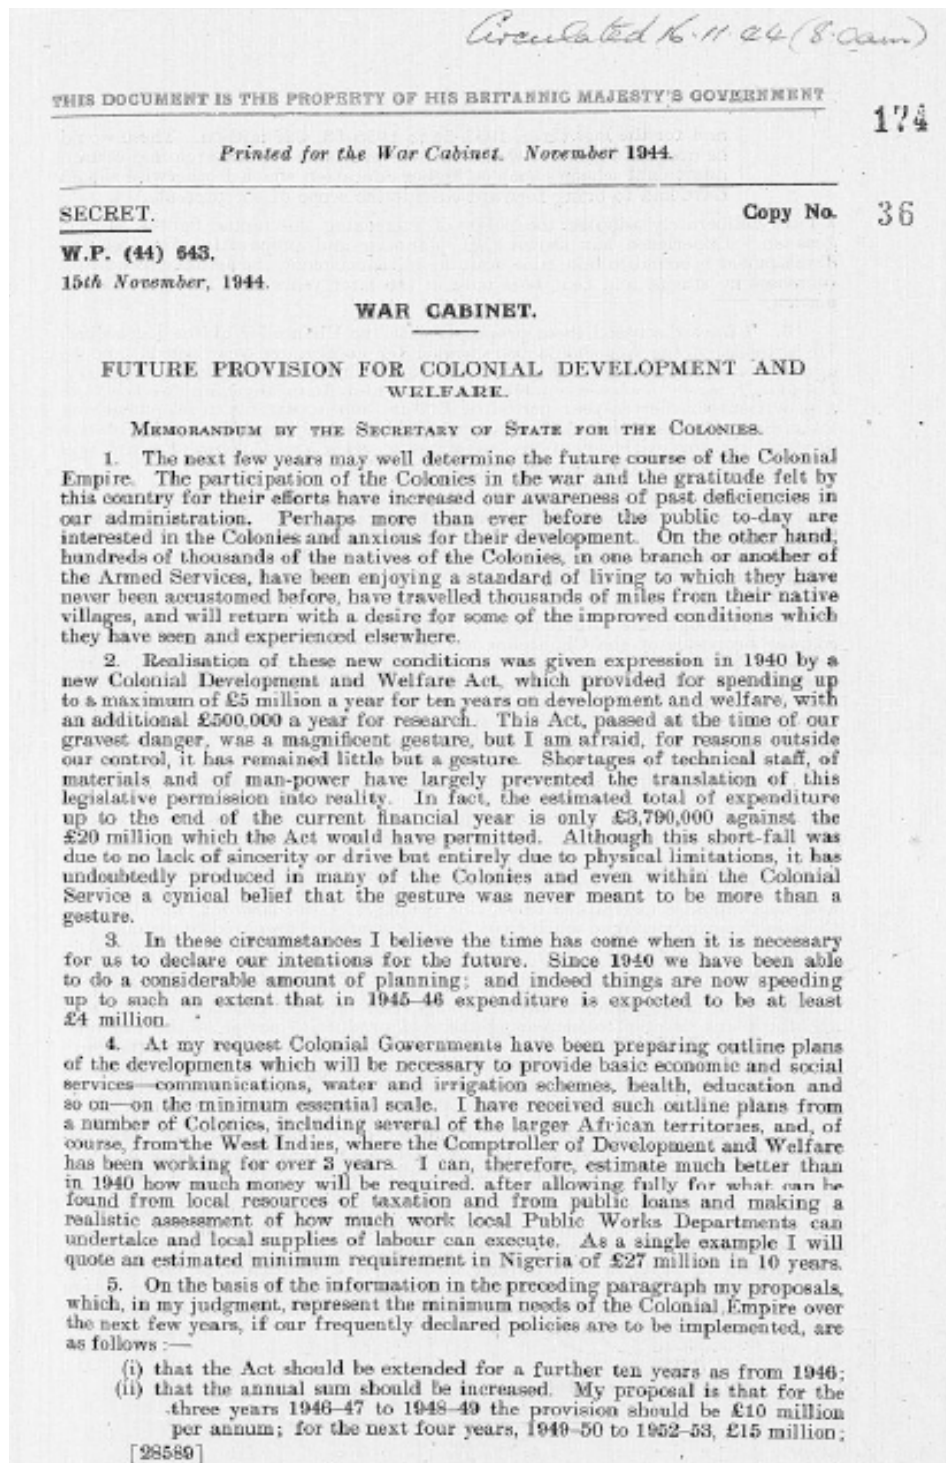 Circulated 16.11.44 (8.0am)
THIS DOCUMENT IS THE PROPERTY OF HIS BRITANNIC MAJESTY'S GOVERNMENT
174
Printed for the War Cabinet. November 1944.
SECRET.
Copy No. 36
W.P. (44) 643.
15th November, 1944.
WAR CABINET.
FUTURE PROVISION FOR COLONIAL DEVELOPMENT AND
WELFARE.
MEMORANDUM BY THE SECRETARY OF STATE FOR THE COLONIES.
1. The next few years may well determine the future course of the Colonial
Empire. The participation of the Colonies in the war and the gratitude felt by
this country for their efforts have increased our awareness of past deficiencies in
our administration. Perhaps more than ever before the public to-day are
interested in the Colonies and anxious for their development. On the other hand,
hundreds of thousands of the natives of the Colonies, in one branch or another of
the Armed Services, have been enjoying a standard of living to which they have
never been accustomed before, have travelled thousands of miles from their native
villages, and will return with a desire for some of the improved conditions which
they have seen and experienced elsewhere.
2. Realisation of these new conditions was given expression in 1940 by a
new Colonial Development and Welfare Act, which provided for spending up
to a maximum of £5 million a year for ten years on development and welfare, with
an additional £500,000 a year for research. This Act, passed at the time of our
gravest danger, was a magnificent gesture, but I am afraid, for reasons outside
our control, it has remained little but a gesture. Shortages of technical staff, of
materials and of man-power have largely prevented the translation of this
legislative permission into reality. In fact, the estimated total of expenditure
up to the end of the current financial year is only £3,790,000 against the
£20 million which the Act would have permitted. Although this short-fall was
due to no lack of sincerity or drive but entirely due to physical limitations, it has
undoubtedly produced in many of the Colonies and even within the Colonial
Service a cynical belief that the gesture was never meant to be more than a
gesture.
3. In these circumstances I believe the time has come when it is necessary
for us to declare our intentions for the future. Since 1940 we have been able
to do a considerable amount of planning; and indeed things are now speeding
up to such an extent that in 1945-46 expenditure is expected to be at least
£4 million.
4. At my request Colonial Governments have been preparing outline plans
of the developments which will be necessary to provide basic economic and social
services—communications, water and irrigation schemes, health, education and
so on—on the minimum essential scale. I have received such outline plans from
a number of Colonies, including several of the larger African territories, and, of
course, from the West Indies, where the Comptroller of Development and Welfare
has been working for over 3 years. I can, therefore, estimate much better than
in 1940 how much money will be required, after allowing fully for what can be
found from local resources of taxation and from public loans and making a
realistic assessment of how much work local Public Works Departments can
undertake and local supplies of labour can execute. As a single example I will
quote an estimated minimum requirement in Nigeria of £27 million in 10 years.
5. On the basis of the information in the preceding paragraph my proposals,
which, in my judgment, represent the minimum needs of the Colonial Empire over
the next few years, if our frequently declared policies are to be implemented, are
as follows :—
(i) that the Act should be extended for a further ten years as from 1946;
(ii) that the annual sum should be increased. My proposal is that for the
three years 1946-47 to 1948-49 the provision should be £10 million
per annum; for the next four years, 1949-50 to 1952-53, £15 million;
[28589]